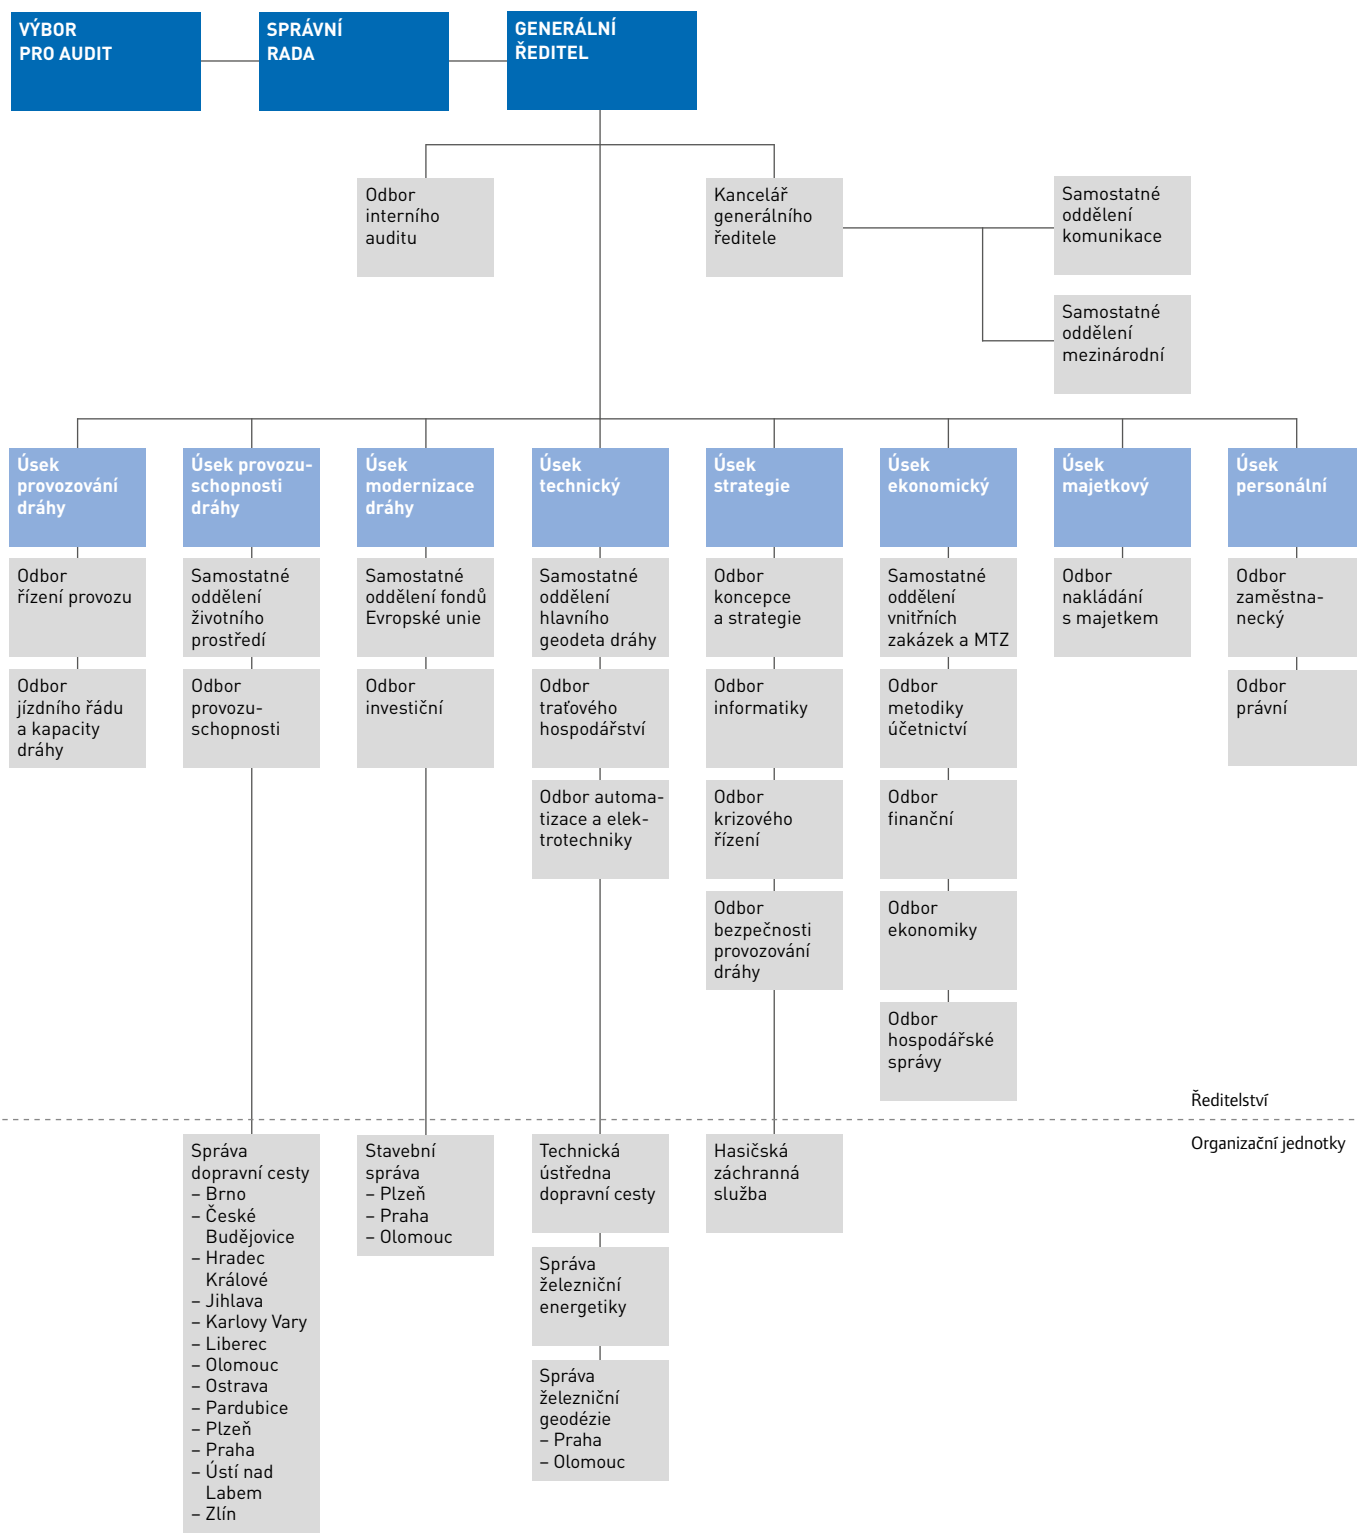 VÝBOR
PRO AUDIT
SPRÁVNÍ
RADA
GENERÁLNÍ
ŘEDITEL
Odbor
interního
auditu
Kancelář
generálního
ředitele
Samostatné
oddělení
komunikace
Samostatné
oddělení
mezinárodní
Úsek
provozování
dráhy
Úsek provozu-
schopnosti
dráhy
Úsek
modernizace
dráhy
Úsek
technický
Úsek
strategie
Úsek
ekonomický
Úsek
majetkový
Úsek
personální
Odbor
řízení provozu
Odbor
jízdního řádu
a kapacity
dráhy
Samostatné
oddělení
životního
prostředí
Odbor
provozu-
schopnosti
Samostatné
oddělení fondů
Evropské unie
Odbor
investiční
Samostatné
oddělení
hlavního
geodeta dráhy
Odbor
traťového
hospodářství
Odbor automa-
tizace a elek-
trotechniky
Odbor
koncepce
a strategie
Odbor
informatiky
Odbor
krizového
řízení
Odbor
bezpečnosti
provozování
dráhy
Samostatné
oddělení
vnitřních
zakázek a MTZ
Odbor
metodiky
účetnictví
Odbor
finanční
Odbor
ekonomiky
Odbor
hospodářské
správy
Odbor
nakládání
s majetkem
Odbor
zaměstna-
necký
Odbor
právní
Ředitelství
Organizační jednotky
Správa
dopravní cesty
– Brno
– České
Budějovice
– Hradec
Králové
– Jihlava
– Karlovy Vary
– Liberec
– Olomouc
– Ostrava
– Pardubice
– Plzeň
– Praha
– Ústí nad
Labem
– Zlín
Stavební
správa
– Plzeň
– Praha
– Olomouc
Technická
ústředna
dopravní cesty
Správa
železniční
energetiky
Správa
železniční
geodézie
– Praha
– Olomouc
Hasičská
záchranná
služba